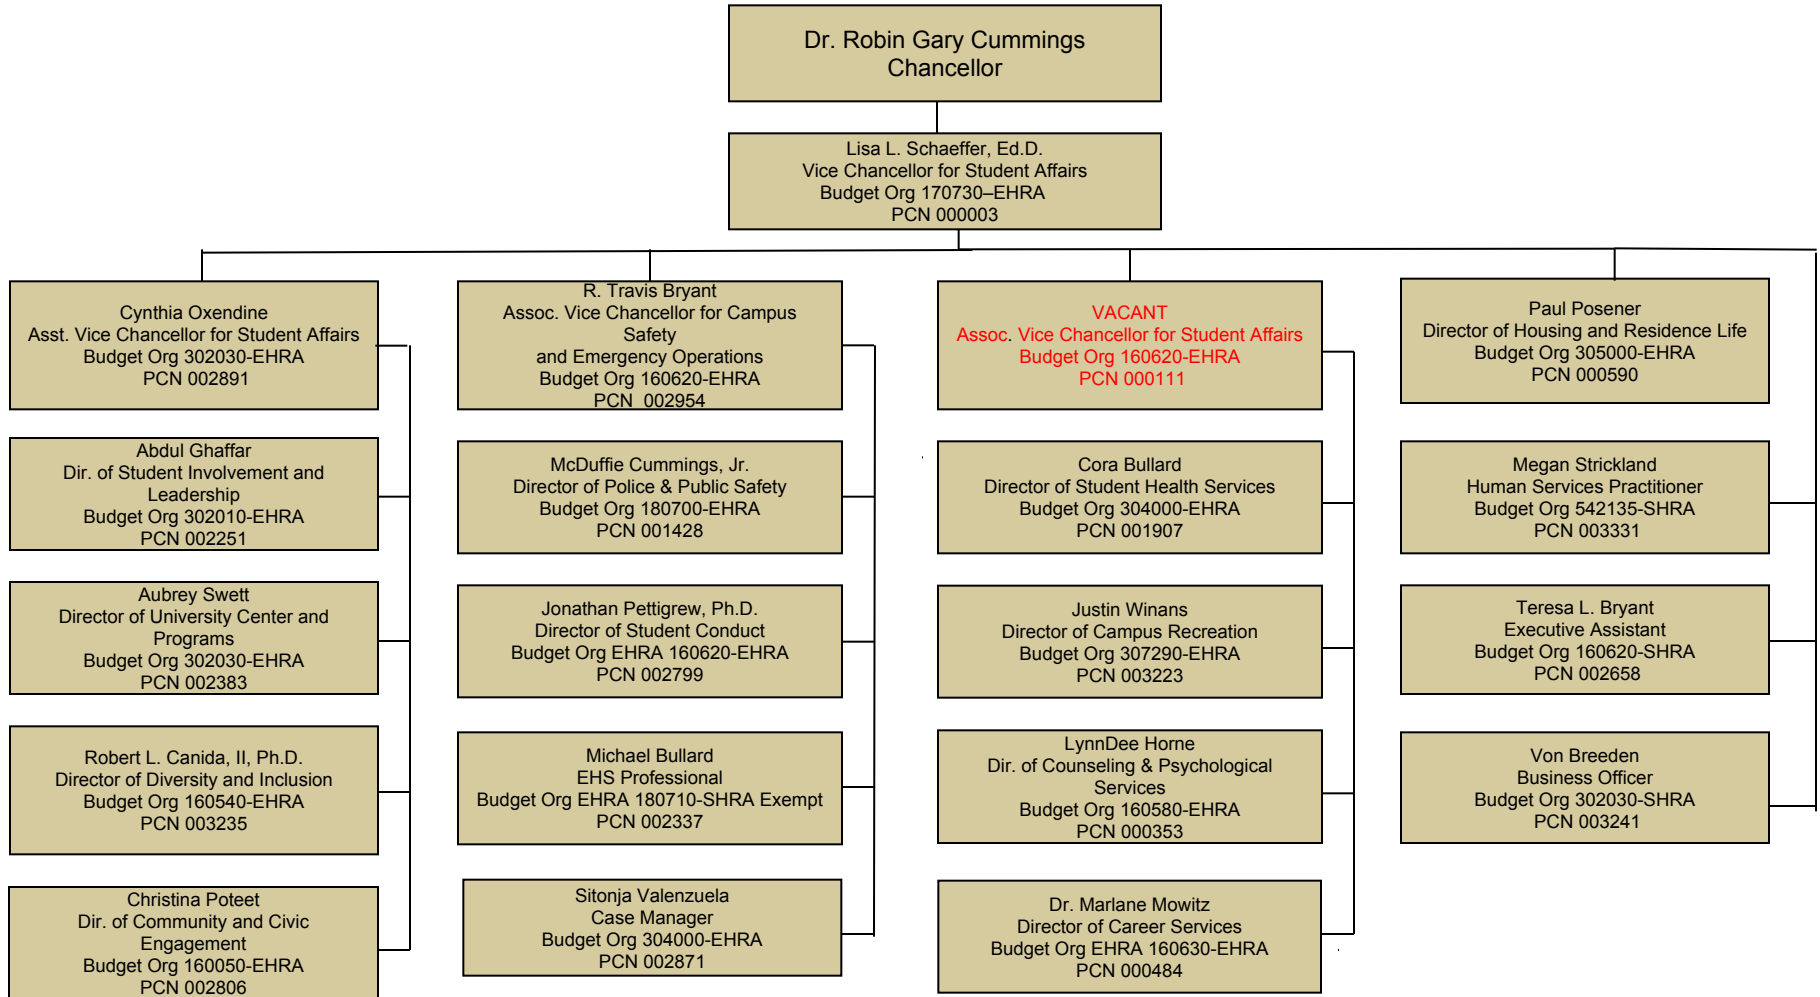 Dr. Robin Gary Cummings
Chancellor
Lisa L. Schaeffer, Ed.D.
Vice Chancellor for Student Affairs
Budget Org 170730–EHRA
PCN 000003
Cynthia Oxendine
Asst. Vice Chancellor for Student Affairs
Budget Org 302030-EHRA
PCN 002891
Abdul Ghaffar
Dir. of Student Involvement and
Leadership
Budget Org 302010-EHRA
PCN 002251
Aubrey Swett
Director of University Center and
Programs
Budget Org 302030-EHRA
PCN 002383
Robert L. Canida, II, Ph.D.
Director of Diversity and Inclusion
Budget Org 160540-EHRA
PCN 003235
Christina Poteet
Dir. of Community and Civic
Engagement
Budget Org 160050-EHRA
PCN 002806
R. Travis Bryant
Assoc. Vice Chancellor for Campus
Safety
and Emergency Operations
Budget Org 160620-EHRA
PCN  002954
McDuffie Cummings, Jr.
Director of Police & Public Safety
Budget Org 180700-EHRA
PCN 001428
Jonathan Pettigrew, Ph.D.
Director of Student Conduct
Budget Org EHRA 160620-EHRA
PCN 002799
Michael Bullard
EHS Professional
Budget Org EHRA 180710-SHRA Exempt
PCN 002337
Sitonja Valenzuela
Case Manager
Budget Org 304000-EHRA
PCN 002871
VACANT
Assoc. Vice Chancellor for Student Affairs
Budget Org 160620-EHRA
PCN 000111
Cora Bullard
Director of Student Health Services
Budget Org 304000-EHRA
PCN 001907
Justin Winans
Director of Campus Recreation
Budget Org 307290-EHRA
PCN 003223
LynnDee Horne
Dir. of Counseling & Psychological
Services
Budget Org 160580-EHRA
PCN 000353
Dr. Marlane Mowitz
Director of Career Services
Budget Org EHRA 160630-EHRA
PCN 000484
Paul Posener
Director of Housing and Residence Life
Budget Org 305000-EHRA
PCN 000590
Megan Strickland
Human Services Practitioner
Budget Org 542135-SHRA
PCN 003331
Teresa L. Bryant
Executive Assistant
Budget Org 160620-SHRA
PCN 002658
Von Breeden
Business Officer
Budget Org 302030-SHRA
PCN 003241